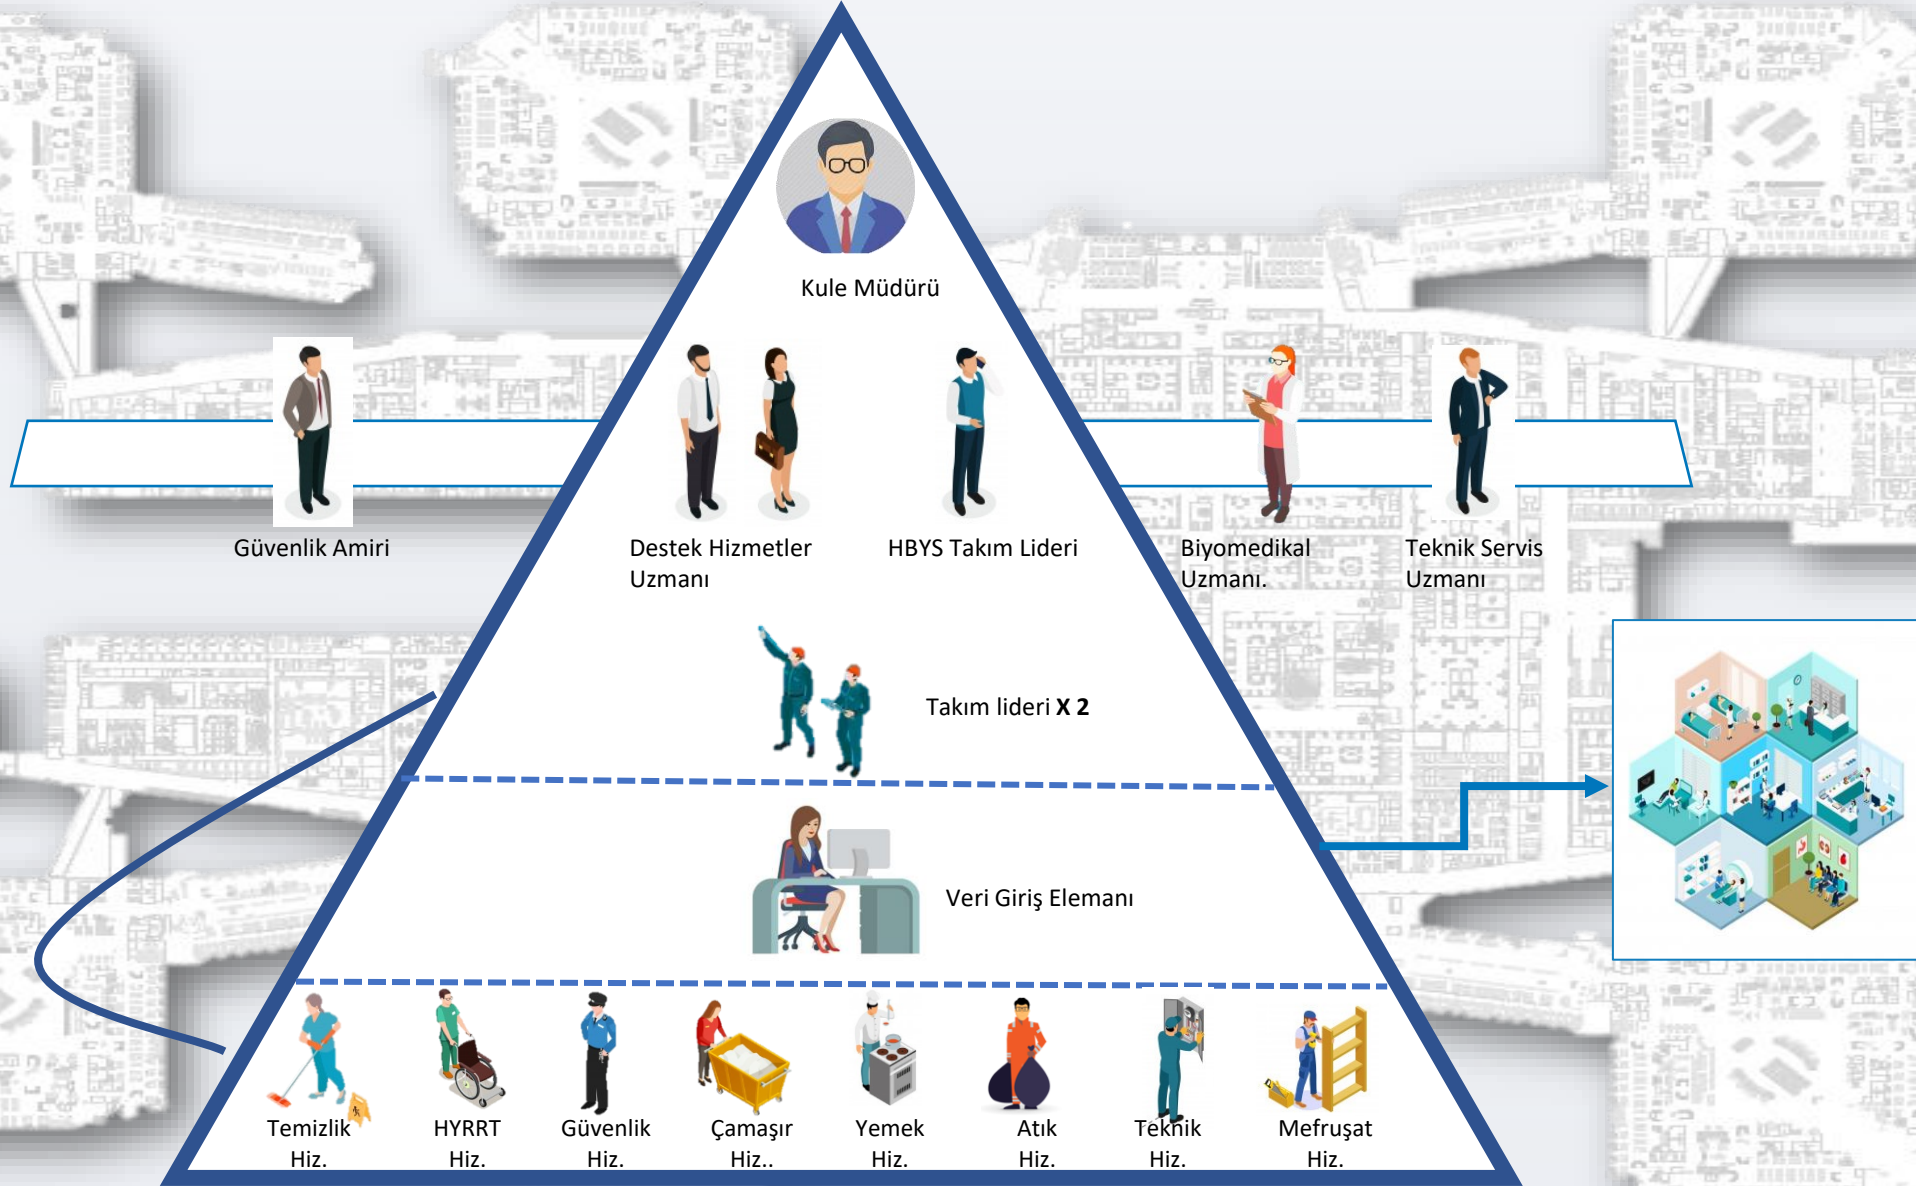 Kule Müdürü
Güvenlik Amiri
Destek Hizmetler
Uzmanı
HBYS Takım Lideri
Biyomedikal
Uzmanı.
Teknik Servis
Uzmanı
Takım lideri X 2
Veri Giriş Elemanı
Temizlik
Hiz.
HYRRT
Hiz.
Güvenlik
Hiz.
Çamaşır
Hiz..
Yemek
Hiz.
Atık
Hiz.
Teknik
Hiz.
Mefruşat
Hiz.